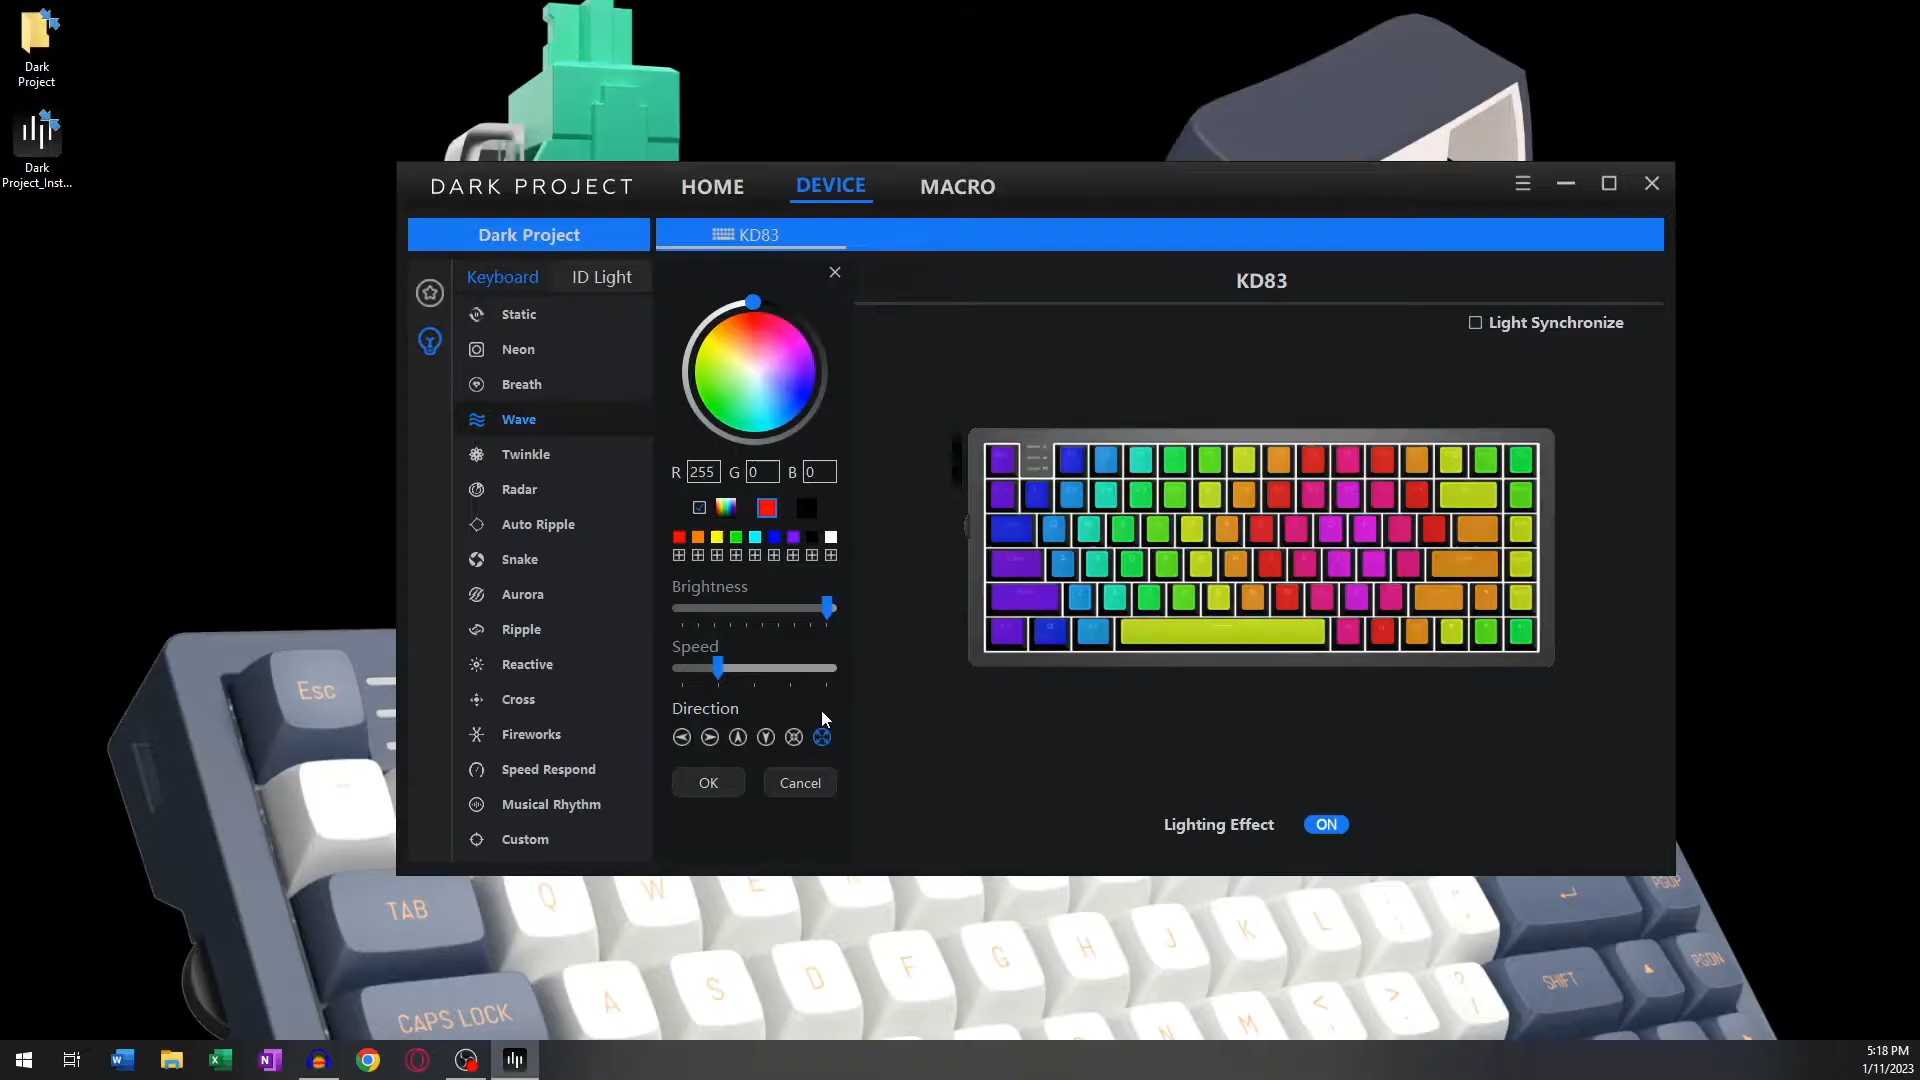 Dark
Project
Dark
Project_Inst...
DARK PROJECT
HOME
DEVICE
MACRO
Dark Project
KD83
Keyboard
ID Light
Static
Neon
Breath
Wave
Twinkle
Radar
Auto Ripple
Snake
Aurora
Ripple
Reactive
Cross
Fireworks
Speed Respond
Musical Rhythm
Custom
R 255 G 0 B 0
Brightness
Speed
Direction
OK
Cancel
KD83
Light Synchronize
Lighting Effect
ON
Esc
TAB
Q
W
E
PGUP
CAPS LOCK
A
S
D
F
G
H
J
K
L
SHIFT
PGDN
N
M
<
>
?
5:18 PM
1/11/2023